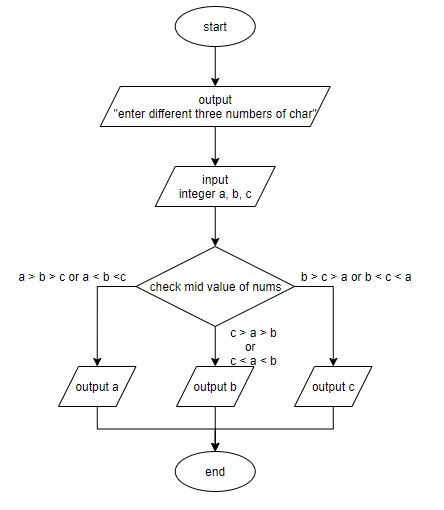 start
output
"enter different three numbers of char"
input
integer a, b, c
a > b > c or a < b <c
check mid value of nums
b > c > a or b < c < a
c > a > b
or
c < a < b
output a
output b
output c
end